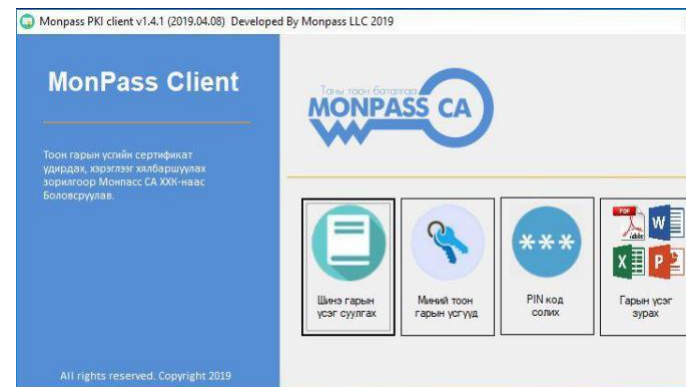 Monpass PKI client v1.4.1 (2019.04.08) Developed By Monpass LLC 2019
MonPass Client
Тоон гарын үсгийн сертификат
удирдах, хэрэглээг хялбаршуулах
зорилгоор Монпасс СА ХХК-наас
Боловсруулав.
All rights reserved. Copyright 2019
Таны тоон баталгаа
MONPASS CA
Шинэ гарын
үсэг суулгах
Миний тоон
гарын үсгүүд
***
PIN код
солих
PDF
Adobe
W
X
P
Гарын үсэг
зурах